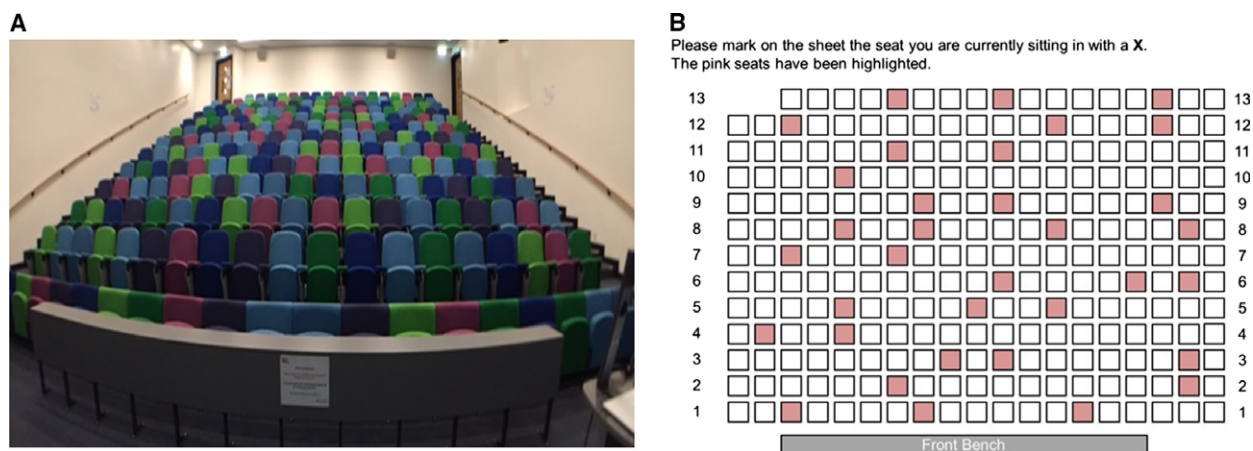 A
B
Please mark on the sheet the seat you are currently sitting in with a X.
The pink seats have been highlighted.
13 13
12 12
11 11
10 10
9 9
8 8
7 7
6 6
5 5
4 4
3 3
2 2
1 1
Front Bench